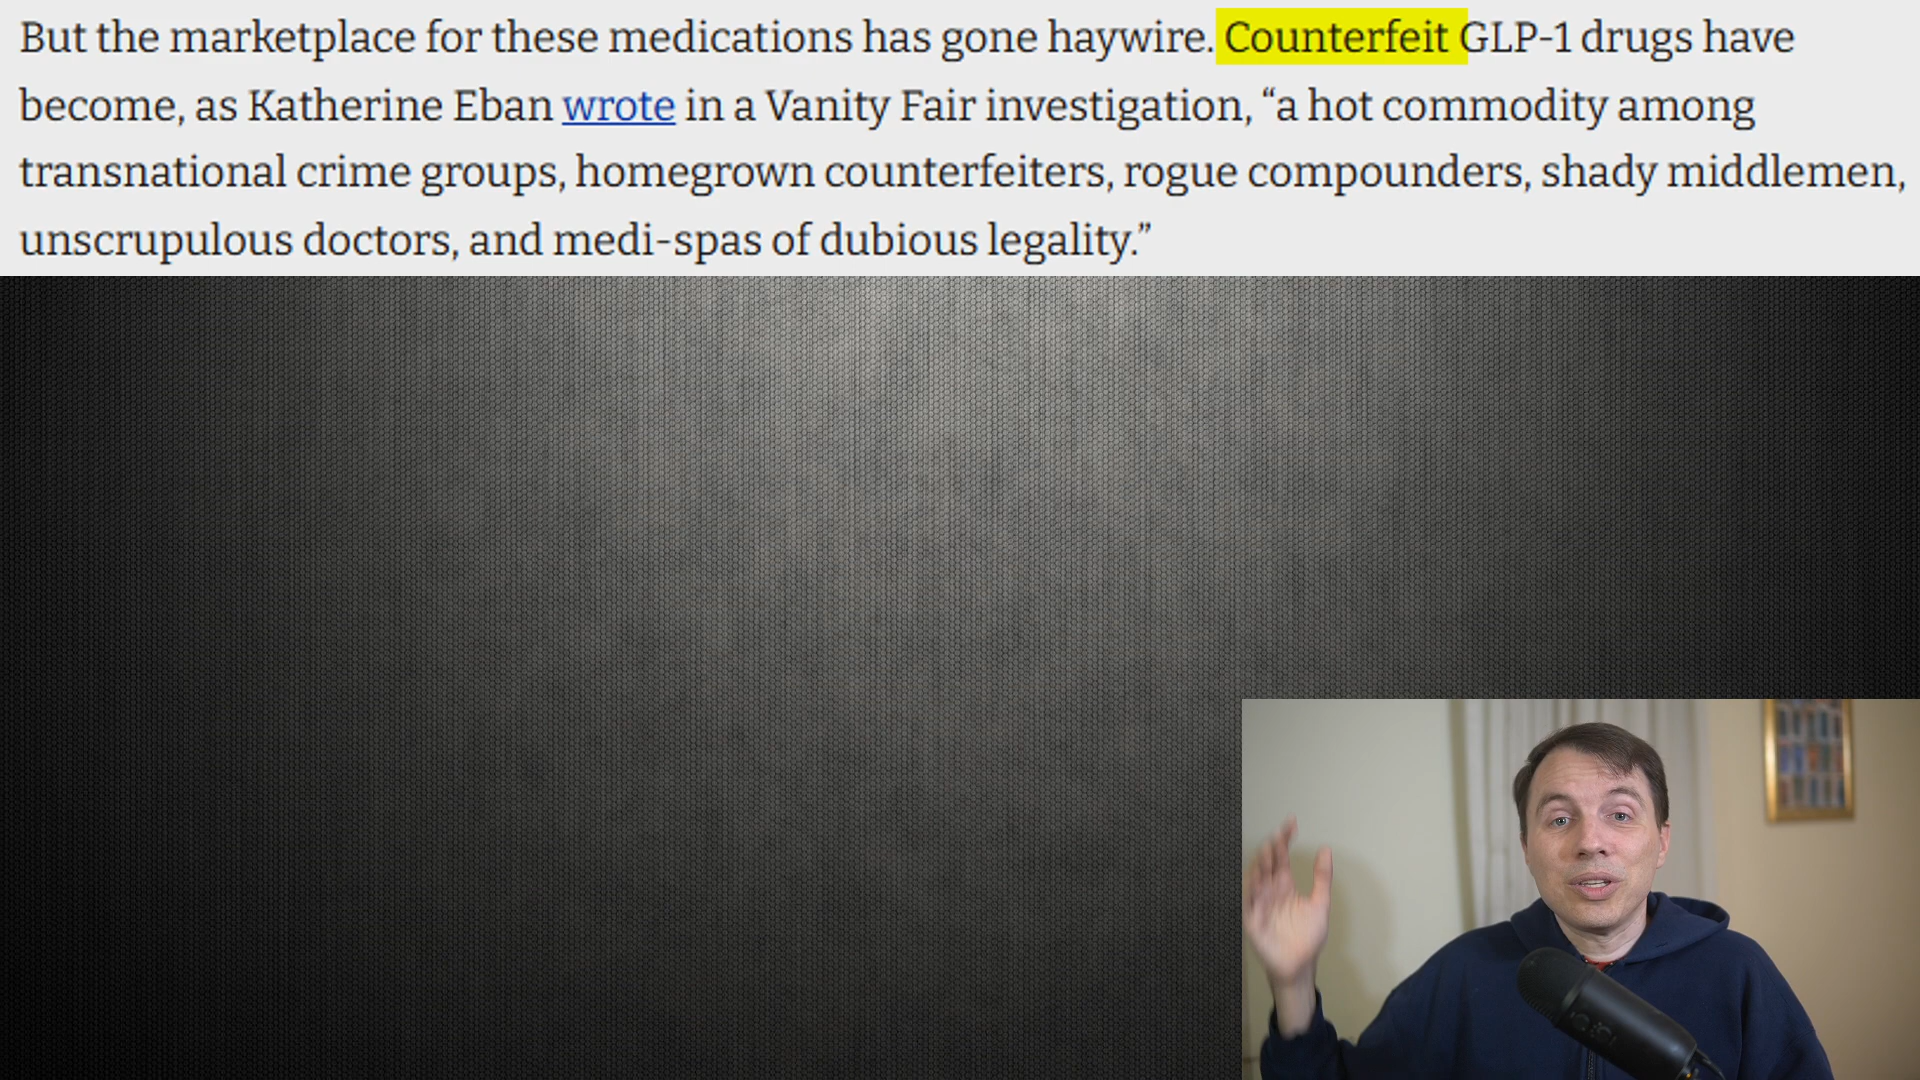 But the marketplace for these medications has gone haywire. Counterfeit GLP-1 drugs have
become, as Katherine Eban wrote in a Vanity Fair investigation, “a hot commodity among
transnational crime groups, homegrown counterfeiters, rogue compounders, shady middlemen,
unscrupulous doctors, and medi-spas of dubious legality.”